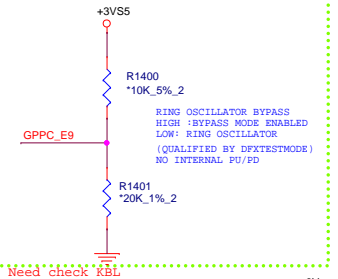 +3VS5
R1400
*10K_5%_2
RING OSCILLATOR BYPASS
HIGH :BYPASS MODE ENABLED
LOW: RING OSCILLATOR
(QUALIFIED BY DFXTESTMODE)
NO INTERNAL PU/PD
GPPC_E9
R1401
*20K_1%_2
Need check KBL